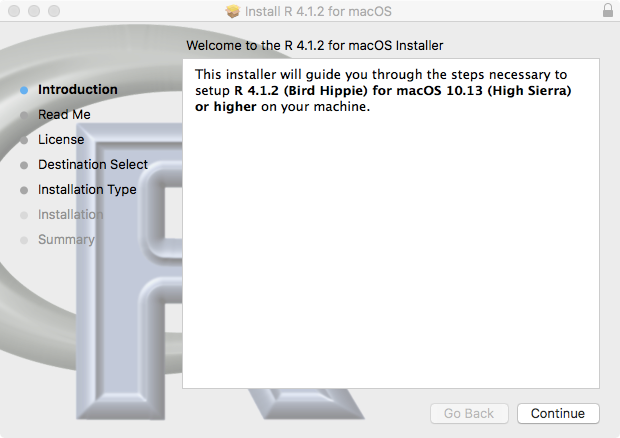 Install R 4.1.2 for macOS
Welcome to the R 4.1.2 for macOS Installer
Introduction
Read Me
License
Destination Select
Installation Type
Installation
Summary
This installer will guide you through the steps necessary to
setup R 4.1.2 (Bird Hippie) for macOS 10.13 (High Sierra)
or higher on your machine.
R
Go Back
Continue